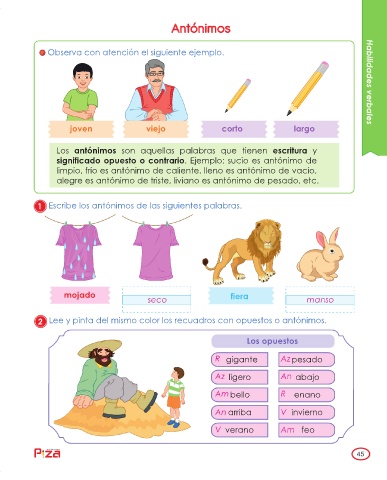 Antónimos
Observa con atención el siguiente ejemplo.
Habilidades verbales
joven viejo corto largo
Los antónimos son aquellas palabras que tienen escritura y
significado opuesto o contrario. Ejemplo: sucio es antónimo de
limpio, frío es antónimo de caliente, lleno es antónimo de vacío,
alegre es antónimo de triste, liviano es antónimo de pesado, etc.
1 Escribe los antónimos de las siguientes palabras.
mojado seco fiera manso
2 Lee y pinta del mismo color los recuadros con opuestos o antónimos.
Los opuestos
R gigante Az pesado
Az ligero An abajo
Am bello R enano
An arriba V invierno
V verano Am feo
Piza
45